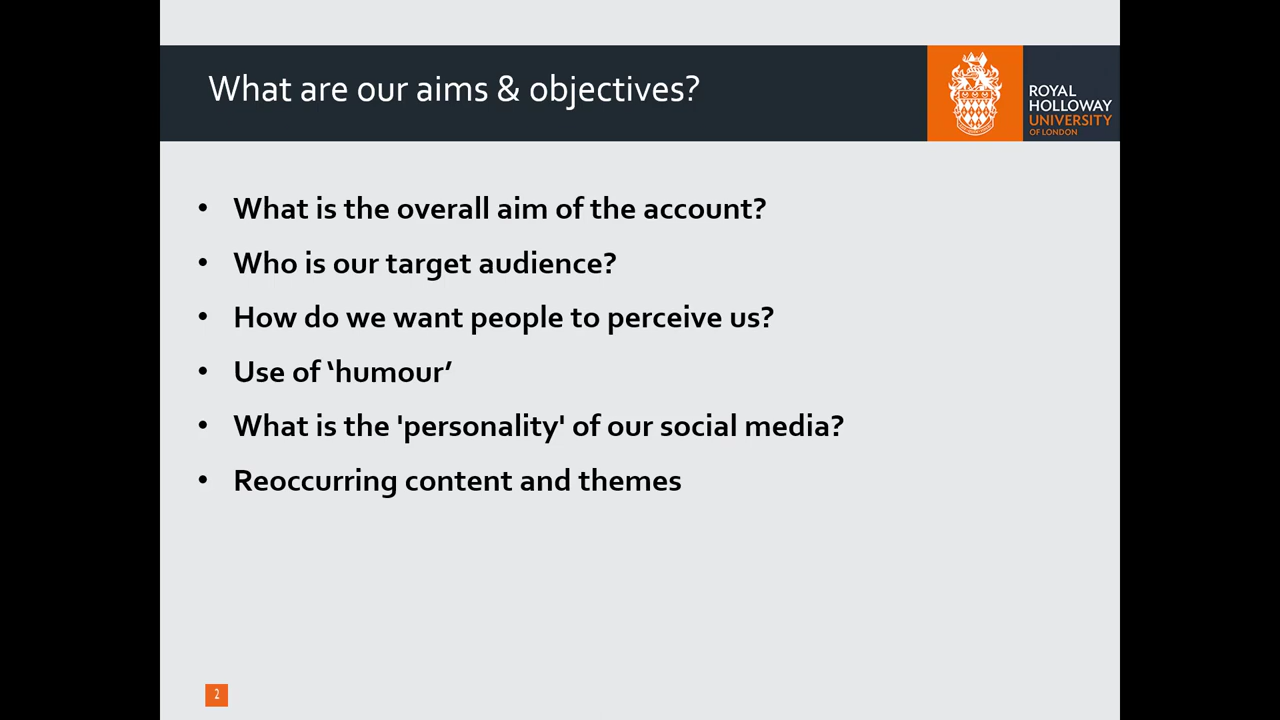 What are our aims & objectives?
ROYAL
HOLLOWAY
UNIVERSITY
OF LONDON
• What is the overall aim of the account?
• Who is our target audience?
• How do we want people to perceive us?
• Use of ‘humour’
• What is the 'personality' of our social media?
• Reoccurring content and themes
2